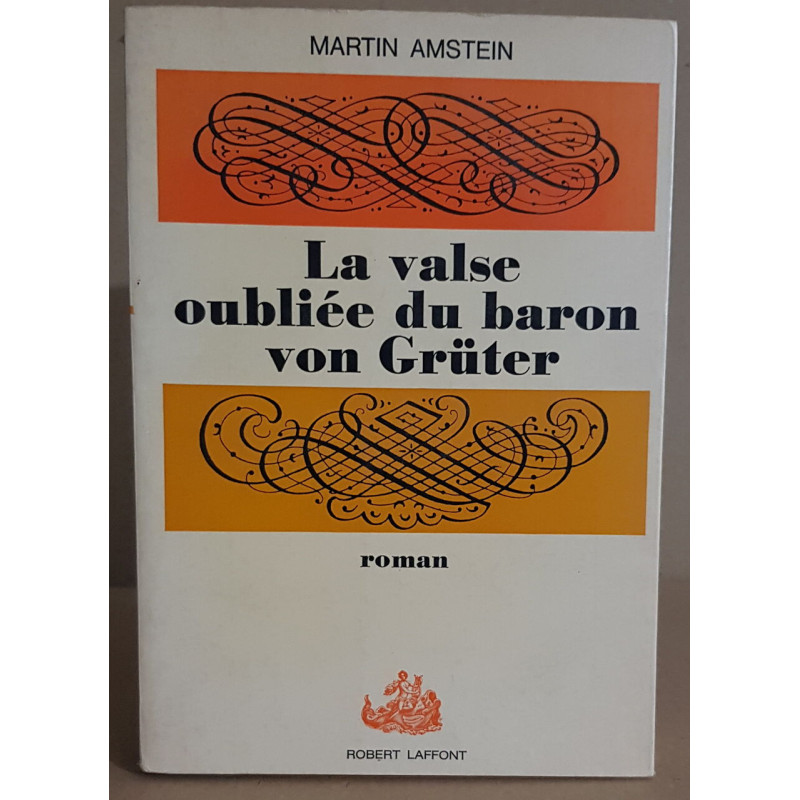 MARTIN AMSTEIN
La valse
oubliée du baron
von Grüter
roman
ROBERT LAFFONT